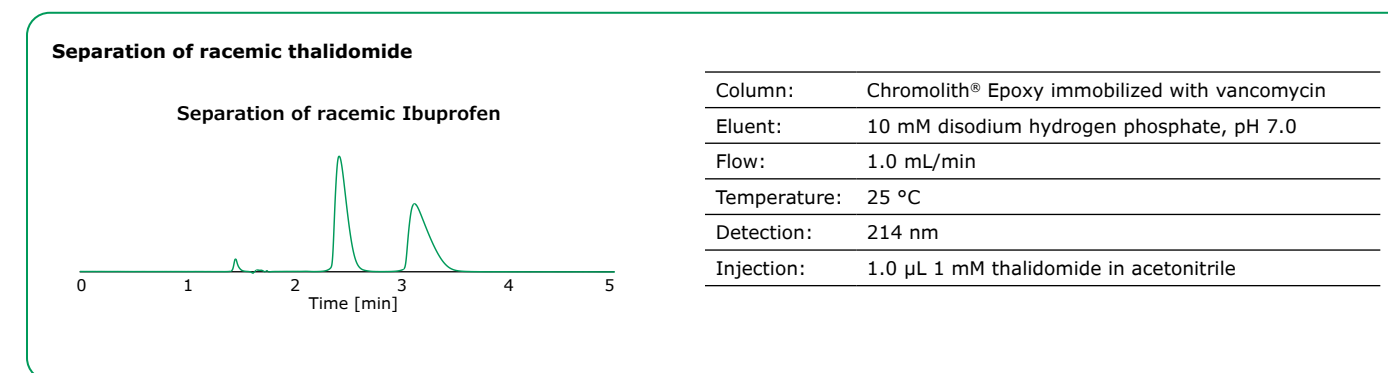 Separation of racemic thalidomide
Separation of racemic Ibuprofen
0 1 2 3 4 5
Time [min]
Column: Chromolith® Epoxy immobilized with vancomycin
Eluent: 10 mM disodium hydrogen phosphate, pH 7.0
Flow: 1.0 mL/min
Temperature: 25 °C
Detection: 214 nm
Injection: 1.0 µL 1 mM thalidomide in acetonitrile